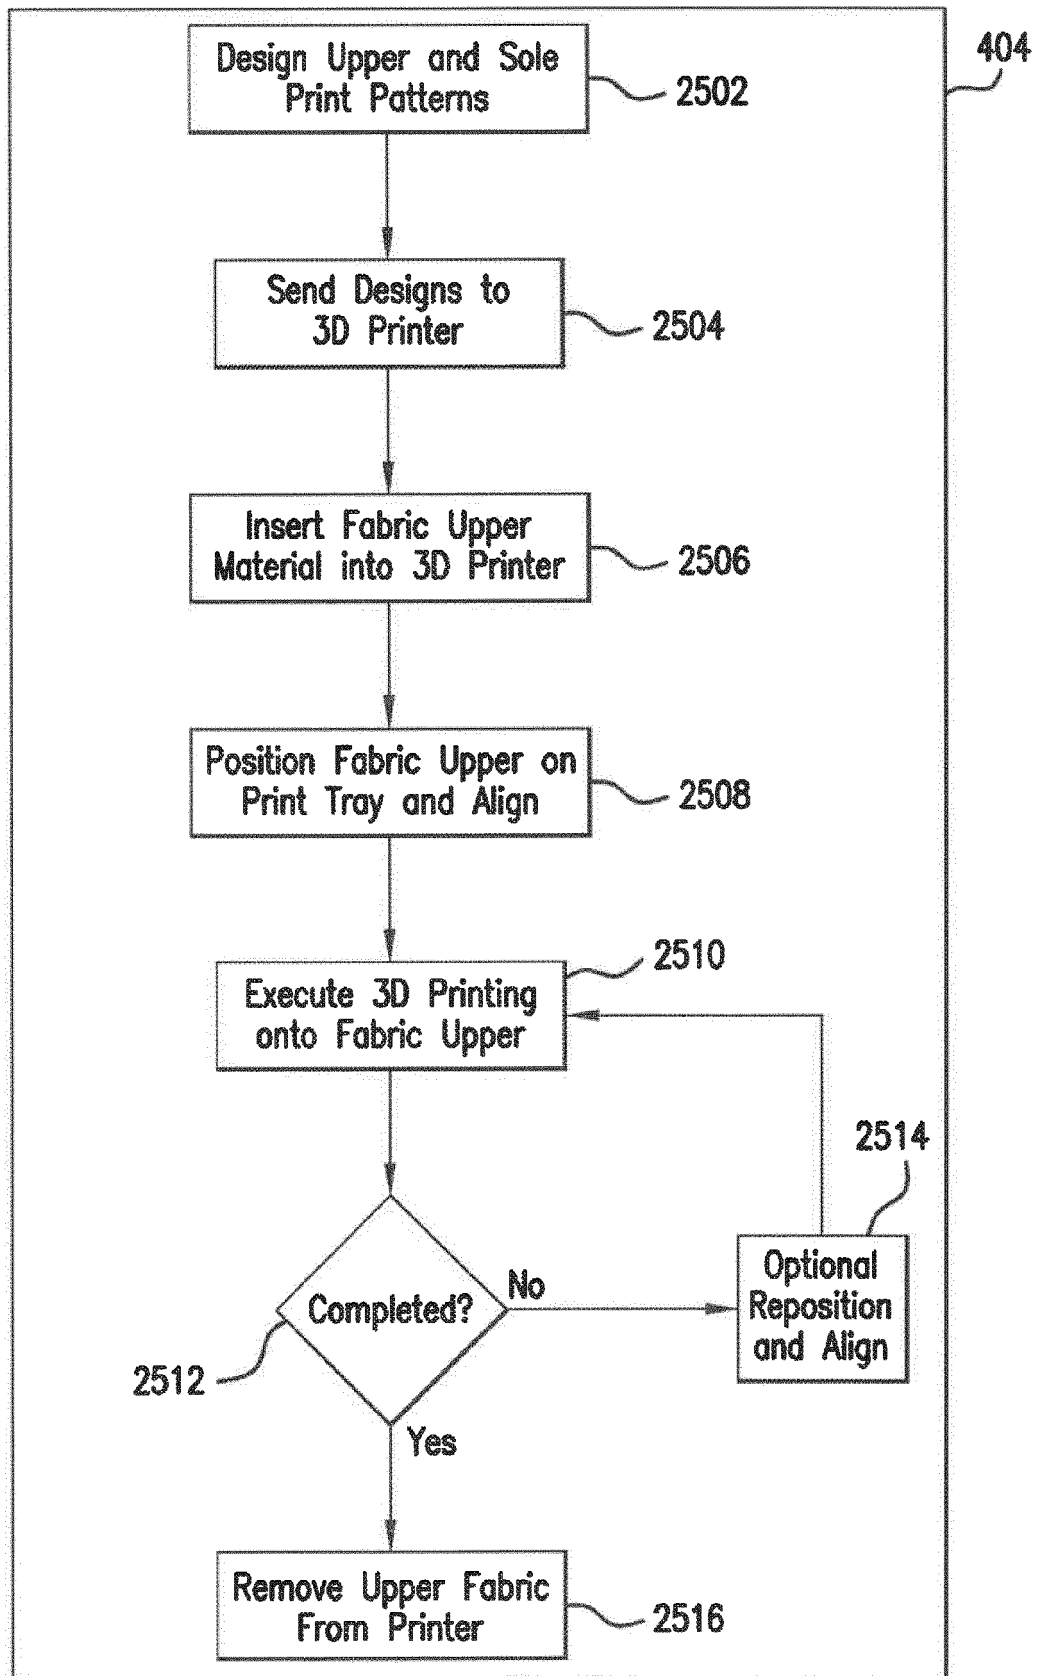 404
Design Upper and Sole
Print Patterns
2502
Send Designs to
3D Printer
2504
Insert Fabric Upper
Material into 3D Printer
2506
Position Fabric Upper on
Print Tray and Align
2508
2510
Execute 3D Printing
onto Fabric Upper
2514
Optional
Reposition
and Align
No
Completed?
2512
Yes
Remove Upper Fabric
From Printer
2516